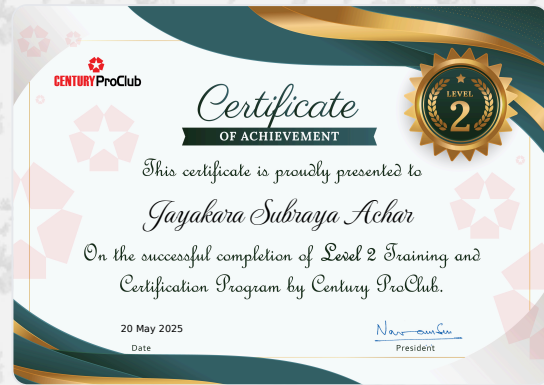 CENTURY ProClub
Certificate
OF ACHIEVEMENT
LEVEL
2
This certificate is proudly presented to
Jayakara Subraya Achar
On the successful completion of Level 2 Training and
Certification Program by Century ProClub.
20 May 2025
Date
President